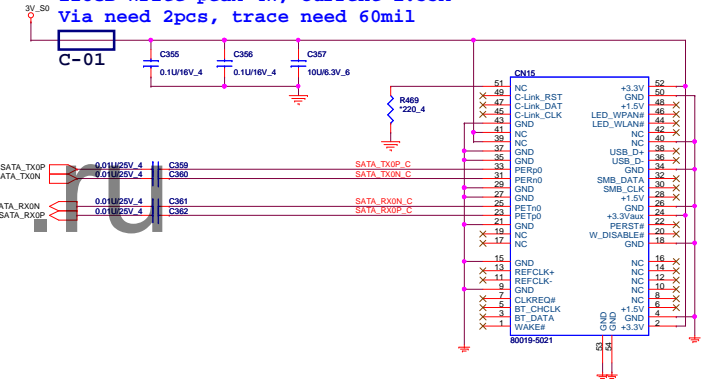 Via need 2pcs, trace need 60mil
3V_S0
C-01
C355
0.1U/16V_4
C356
0.1U/16V_4
C357
10U/6.3V_6
R469
*220_4
CN15
51 NC +3.3V 52
49 C-Link_RST GND 50
47 C-Link_DAT +1.5V 48
45 C-Link_CLK LED_WPAN# 46
43 GND LED_WLAN# 44
41 NC NC 42
39 NC NC 40
37 GND USB_D+ 38
35 GND USB_D- 36
33 PERp0 GND 34
31 PERn0 SMB_DATA 32
29 GND SMB_CLK 30
27 GND +1.5V 28
25 PETn0 GND 26
23 PETp0 +3.3Vaux 24
21 GND PERST# 22
19 NC W_DISABLE# 20
17 NC GND 18
15 GND NC 16
13 REFCLK+ NC 14
11 REFCLK- NC 12
9 GND NC 10
7 CLKREQ# NC 8
5 BT_CHCLK +1.5V 6
3 BT_DATA GND 4
1 WAKE# +3.3V 2
GND GND
80019-5021
53 54
SATA_TX0P 0.01U/25V_4 C359 SATA_TX0P_C
ATA_TX0N 0.01U/25V_4 C360 SATA_TX0N_C
ATA_RX0N 0.01U/25V_4 C361 SATA_RX0N_C
SATA_RX0P 0.01U/25V_4 C362 SATA_RX0P_C
.ru